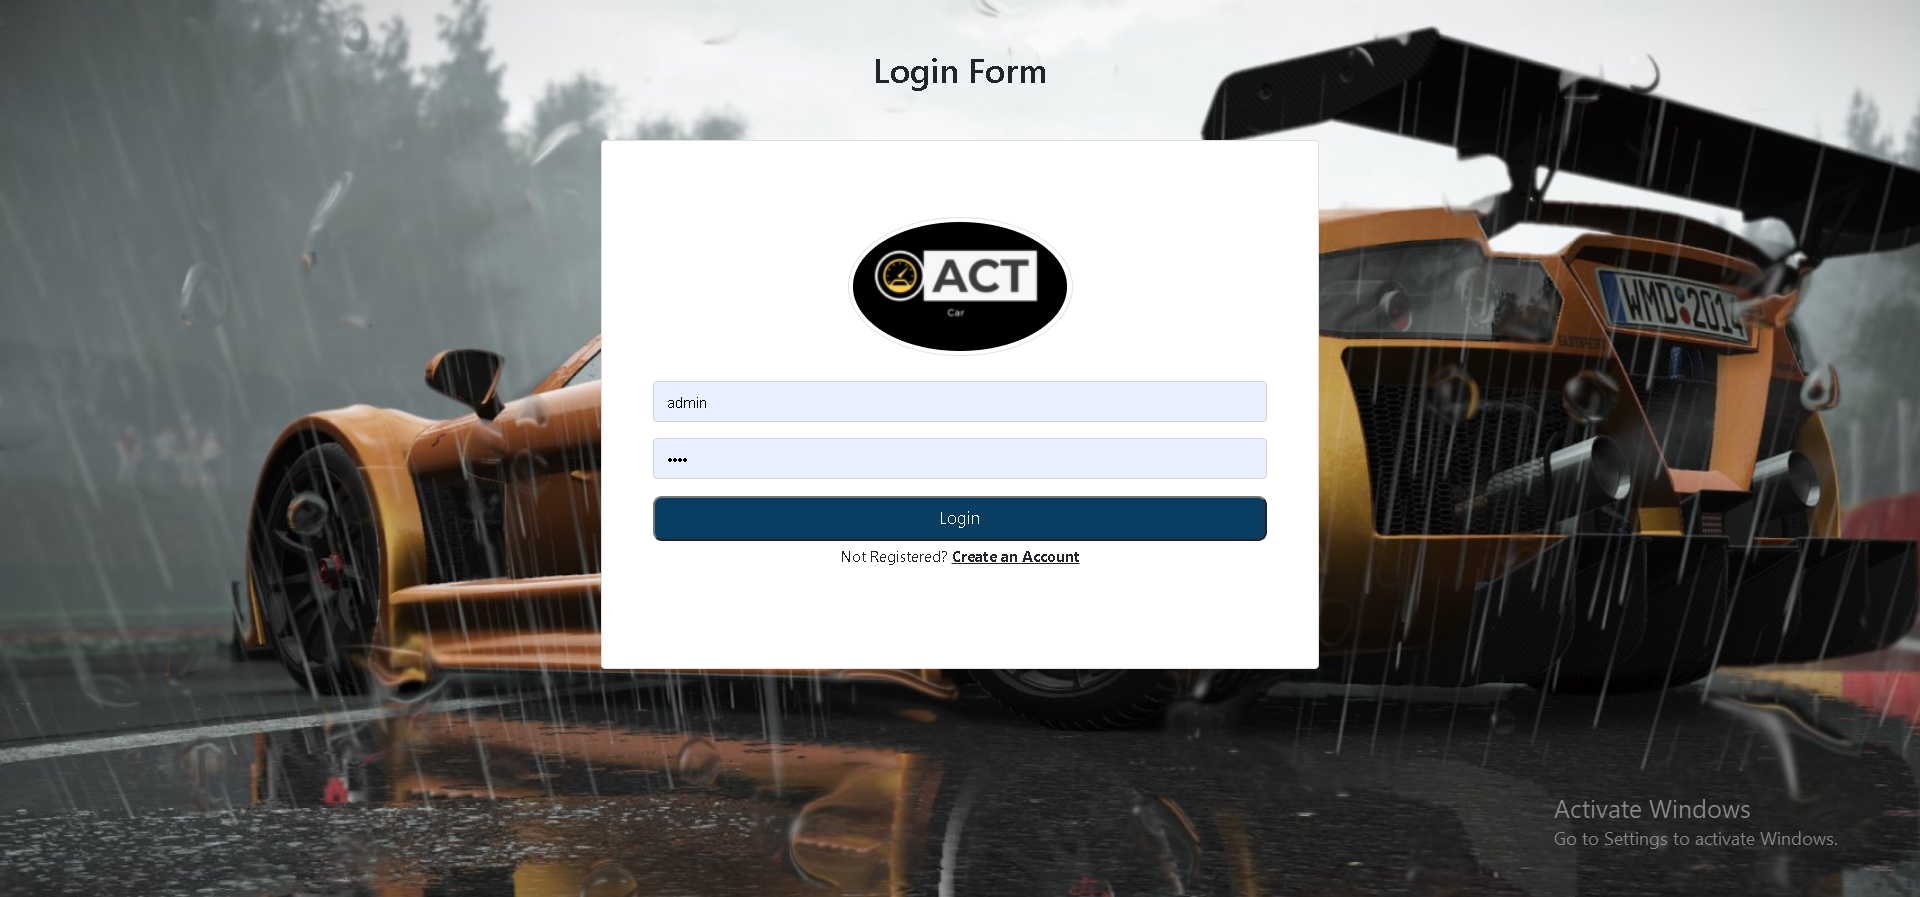 Login Form
ACT
Car
WMD 2014
admin
••••
Login
Not Registered? Create an Account
Activate Windows
Go to Settings to activate Windows.